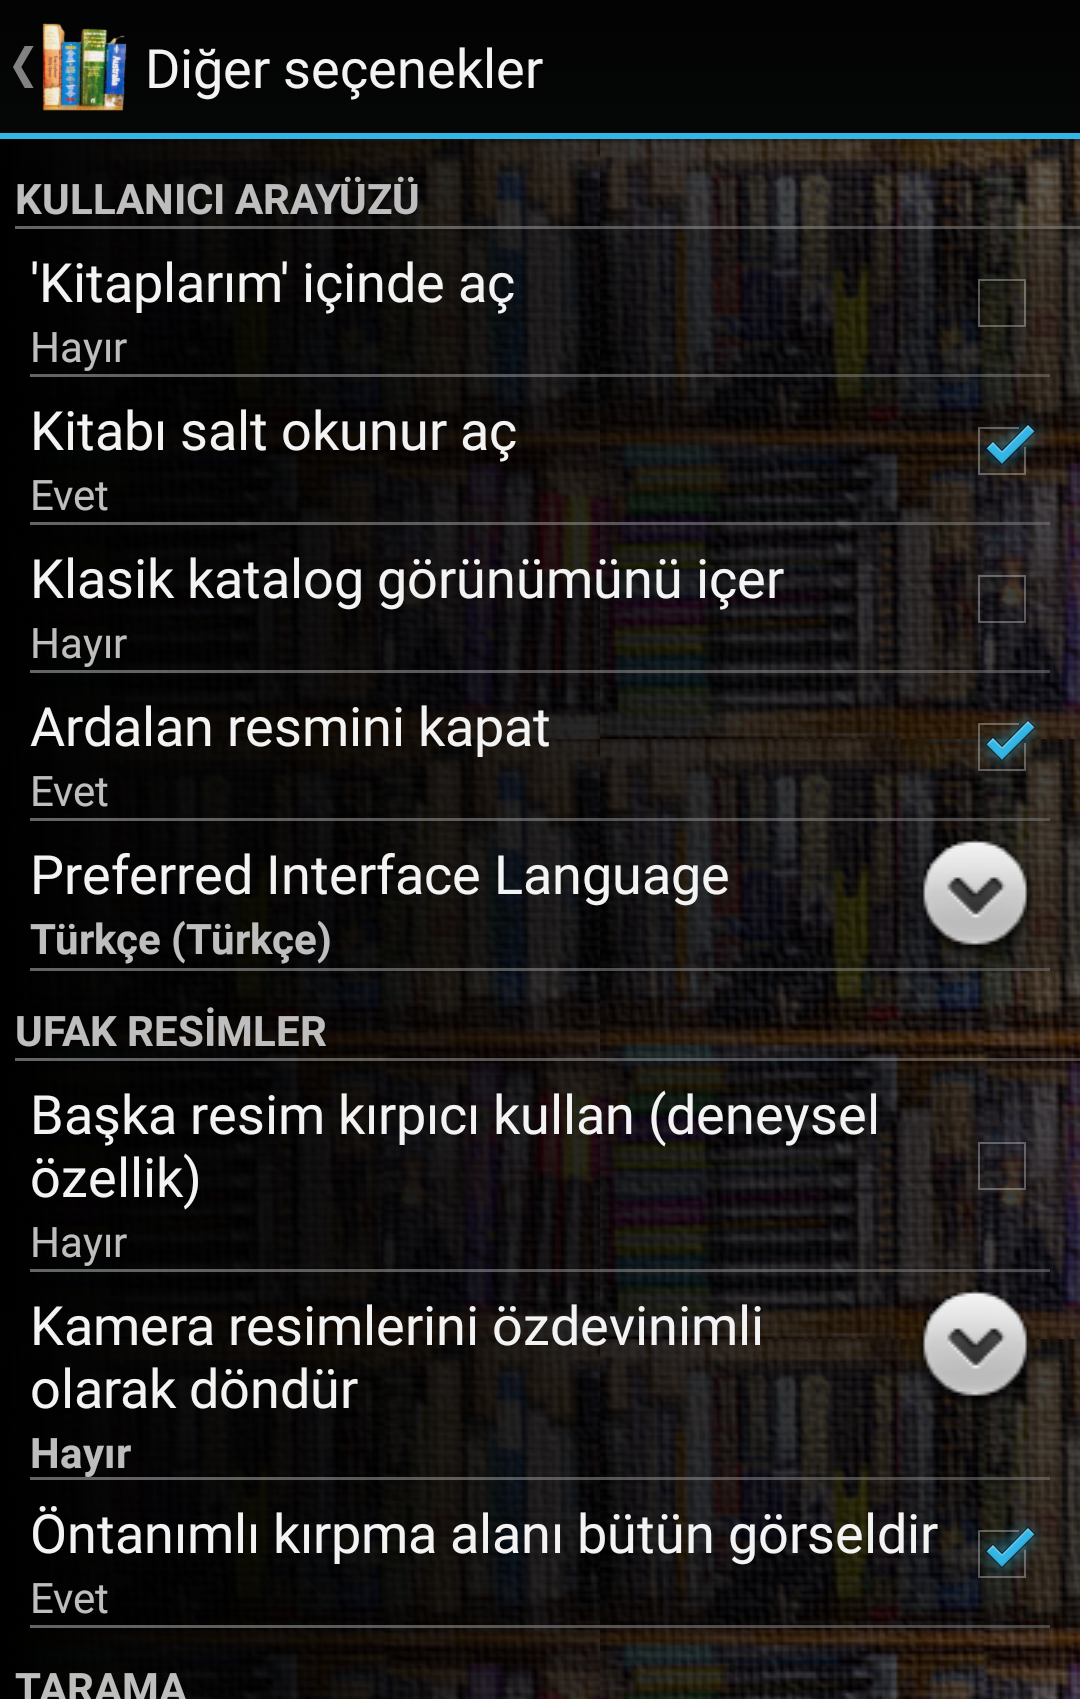 Diğer seçenekler
KULLANICI ARAYÜZÜ
'Kitaplarım' içinde aç
Hayır
Kitabı salt okunur aç
Evet
Klasik katalog görünümünü içer
Hayır
Ardalan resmini kapat
Evet
Preferred Interface Language
Türkçe (Türkçe)
UFAK RESİMLER
Başka resim kırpıcı kullan (deneysel
özellik)
Hayır
Kamera resimlerini özdevinimli
olarak döndür
Hayır
Öntanımlı kırpma alanı bütün görseldir
Evet
TARAMA